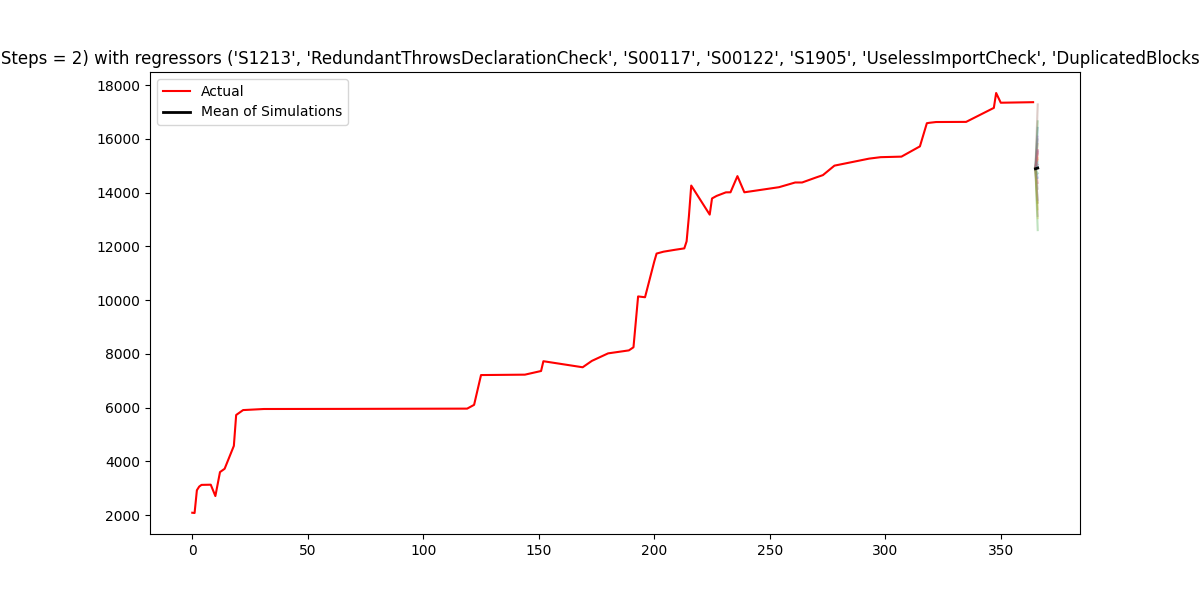 Steps = 2) with regressors ('S1213', 'RedundantThrowsDeclarationCheck', 'S00117', 'S00122', 'S1905', 'UselessImportCheck', 'DuplicatedBlocks
18000
16000
14000
12000
10000
8000
6000
4000
2000
Actual
Mean of Simulations
0 50 100 150 200 250 300 350